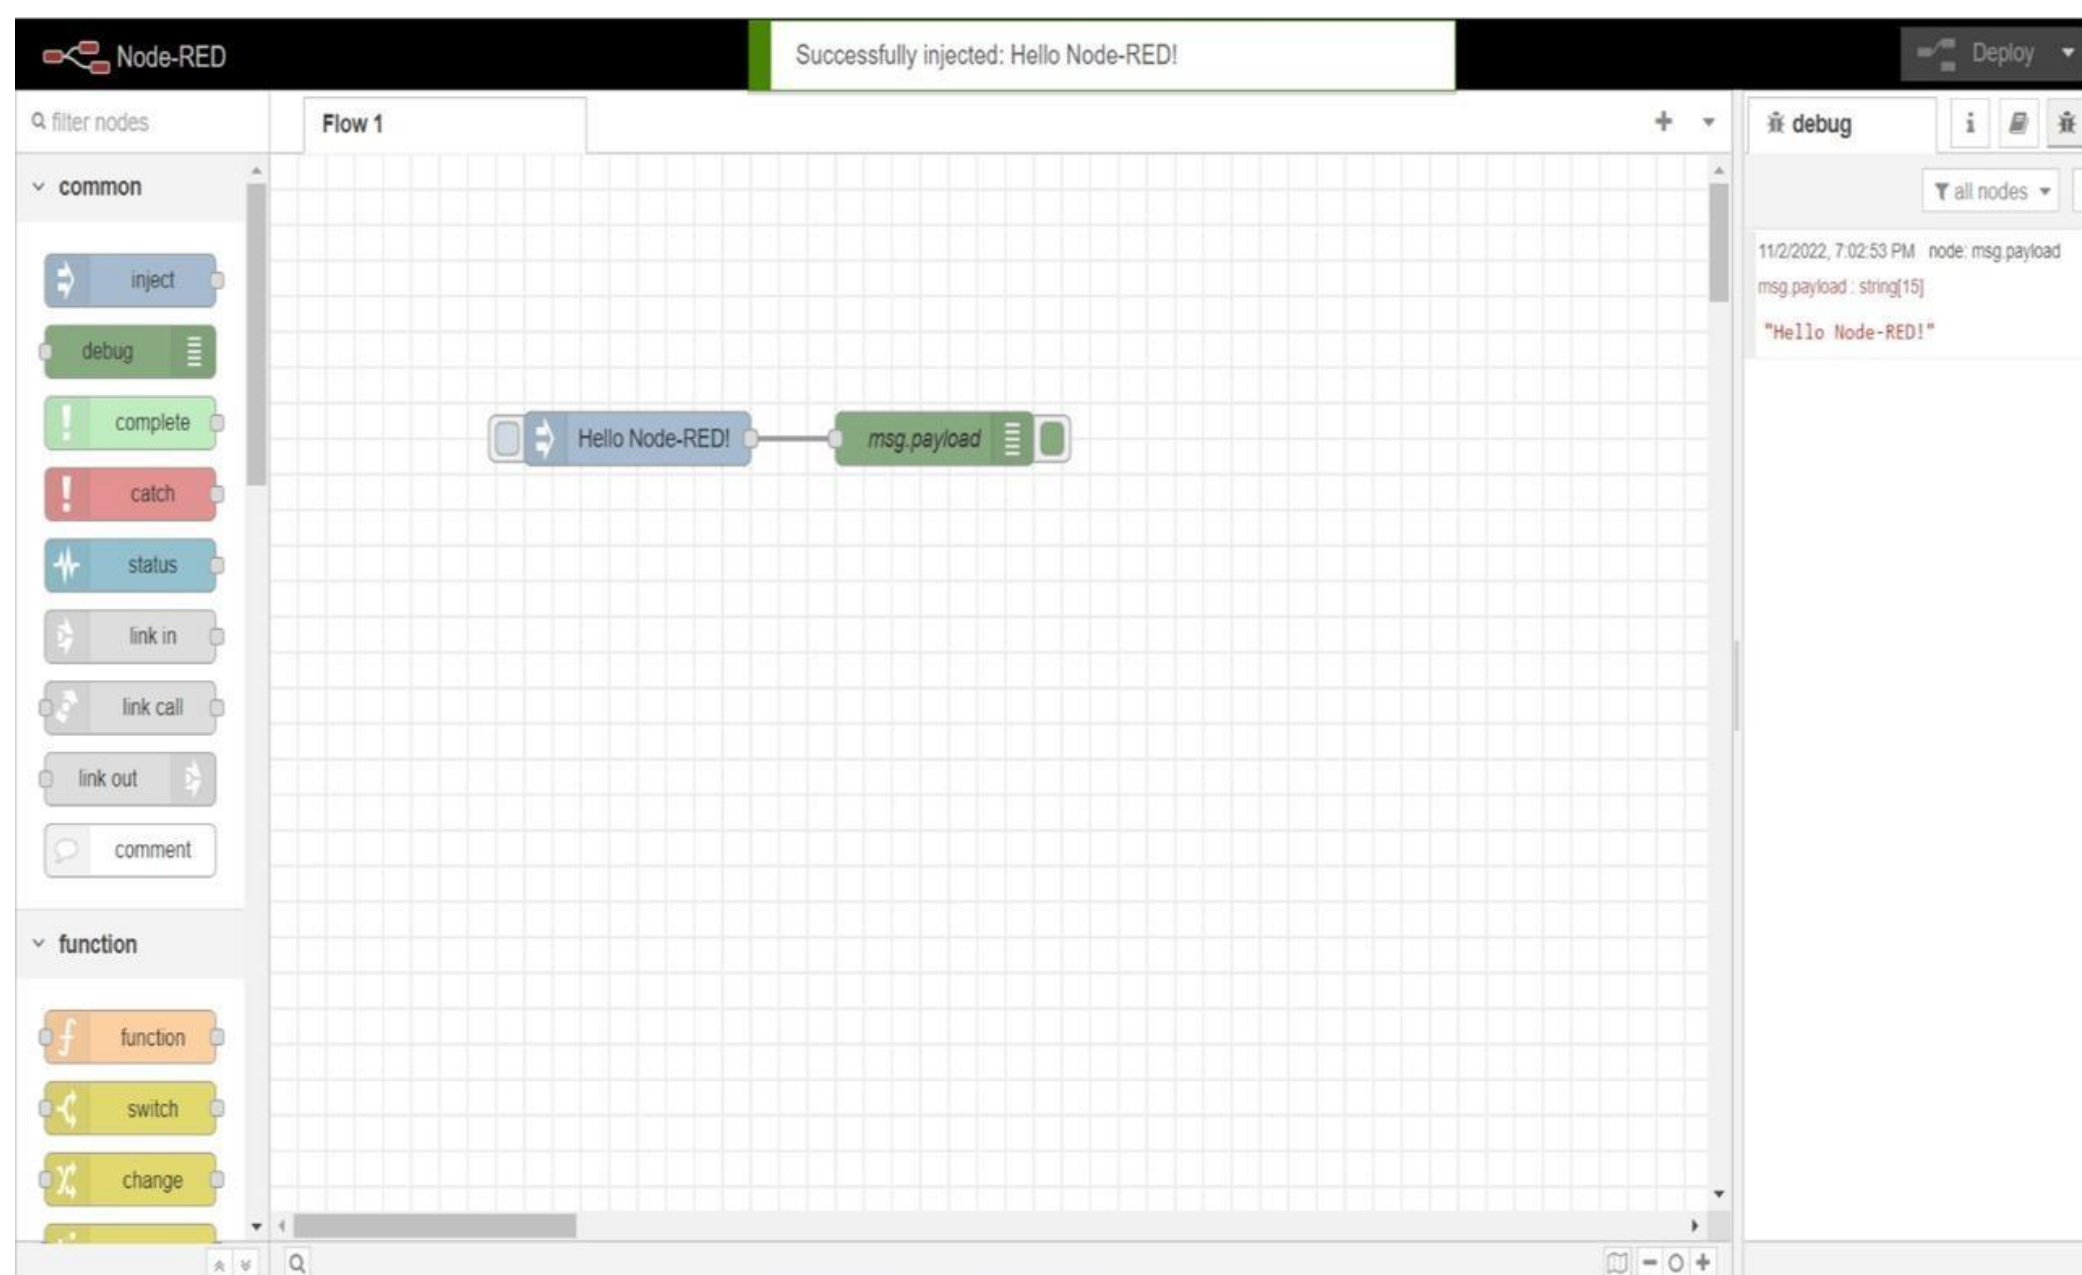 Node-RED
Successfully injected: Hello Node-RED!
Deploy
filter nodes
Flow 1
debug
common
all nodes
inject
11/2/2022, 7:02:53 PM node: msg.payload
msg.payload : string[15]
"Hello Node-RED!"
debug
complete
Hello Node-RED!
msg.payload
catch
status
link in
link call
link out
comment
function
function
switch
change